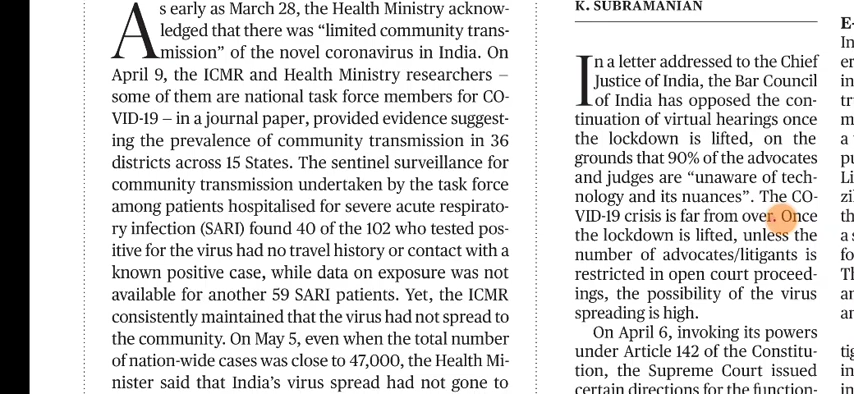 As early as March 28, the Health Ministry acknow-
ledged that there was “limited community trans-
mission” of the novel coronavirus in India. On
April 9, the ICMR and Health Ministry researchers –
some of them are national task force members for CO-
VID-19 – in a journal paper, provided evidence suggest-
ing the prevalence of community transmission in 36
districts across 15 States. The sentinel surveillance for
community transmission undertaken by the task force
among patients hospitalised for severe acute respirato-
ry infection (SARI) found 40 of the 102 who tested pos-
itive for the virus had no travel history or contact with a
known positive case, while data on exposure was not
available for another 59 SARI patients. Yet, the ICMR
consistently maintained that the virus had not spread to
the community. On May 5, even when the total number
of nation-wide cases was close to 47,000, the Health Mi-
nister said that India’s virus spread had not gone to
K. SUBRAMANIAN
In a letter addressed to the Chief
Justice of India, the Bar Council
of India has opposed the con-
tinuation of virtual hearings once
the lockdown is lifted, on the
grounds that 90% of the advocates
and judges are “unaware of tech-
nology and its nuances”. The CO-
VID-19 crisis is far from over. Once
the lockdown is lifted, unless the
number of advocates/litigants is
restricted in open court proceed-
ings, the possibility of the virus
spreading is high.
On April 6, invoking its powers
under Article 142 of the Constitu-
tion, the Supreme Court issued
certain directions for the function-